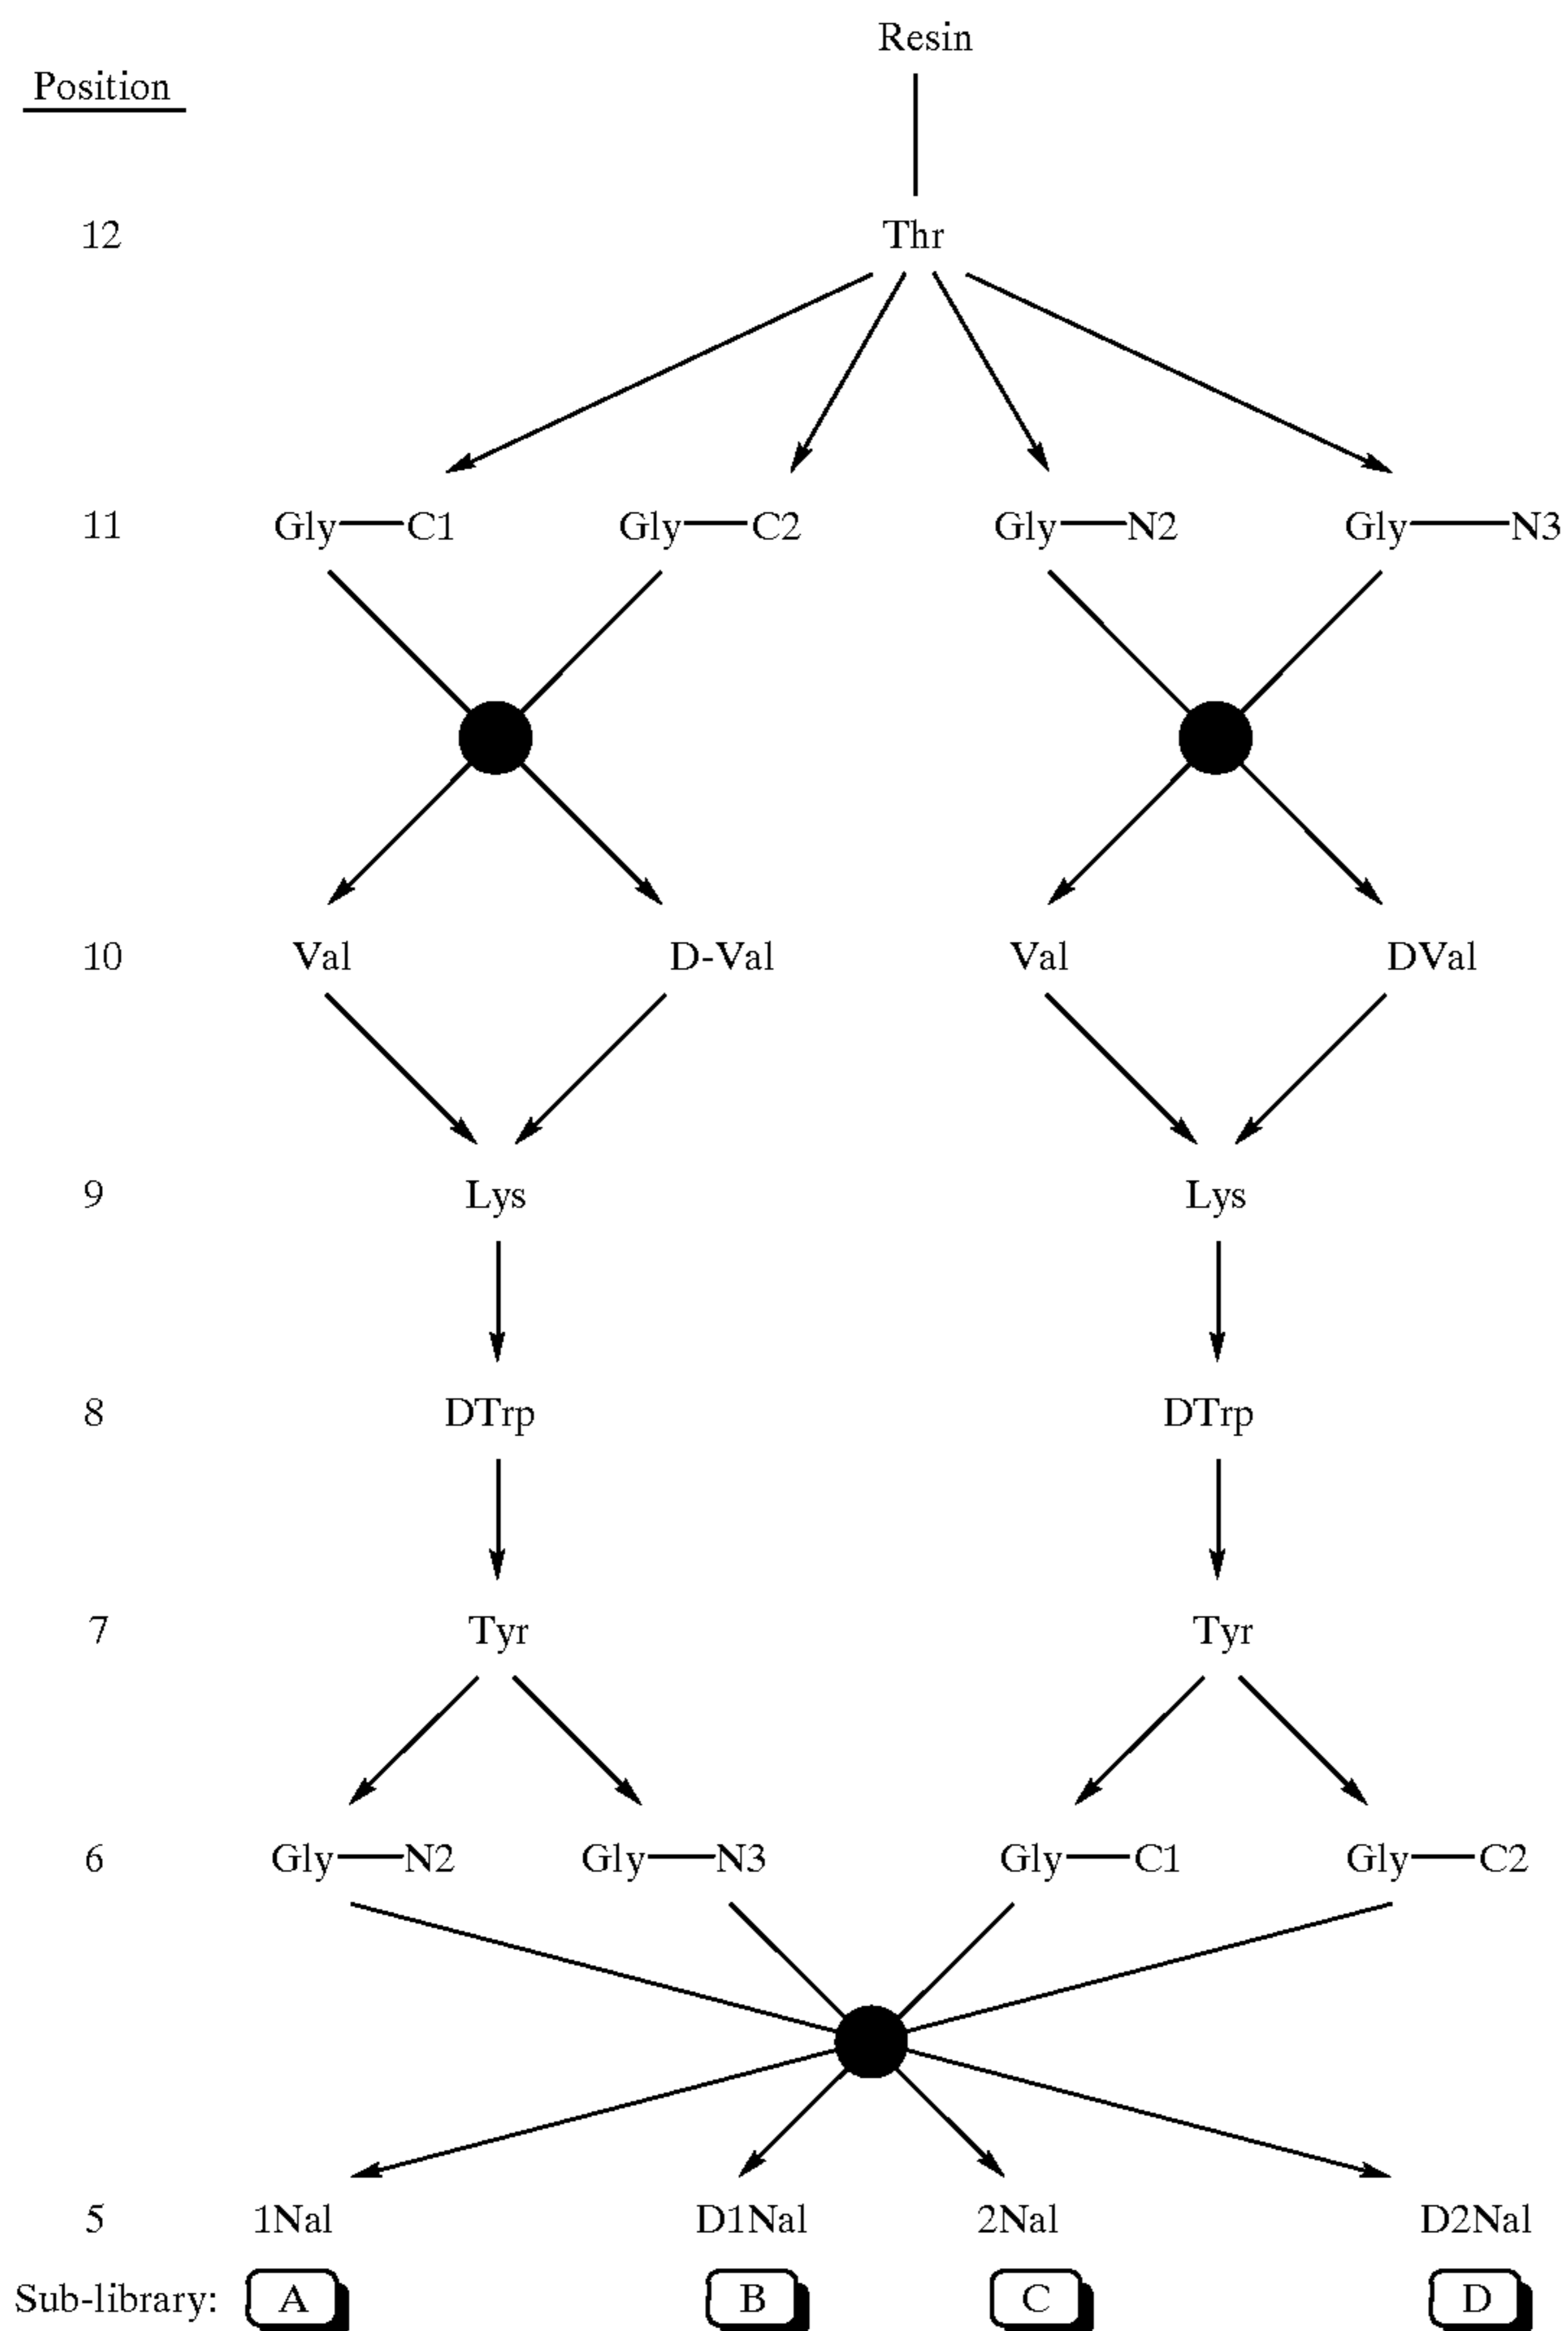 Resin
Position
12 Thr
11 Gly—C1 Gly—C2 Gly—N2 Gly—N3
10 Val D-Val Val DVal
9 Lys Lys
8 DTrp DTrp
7 Tyr Tyr
6 Gly—N2 Gly—N3 Gly—C1 Gly—C2
5 1Nal D1Nal 2Nal D2Nal
Sub-library: A B C D